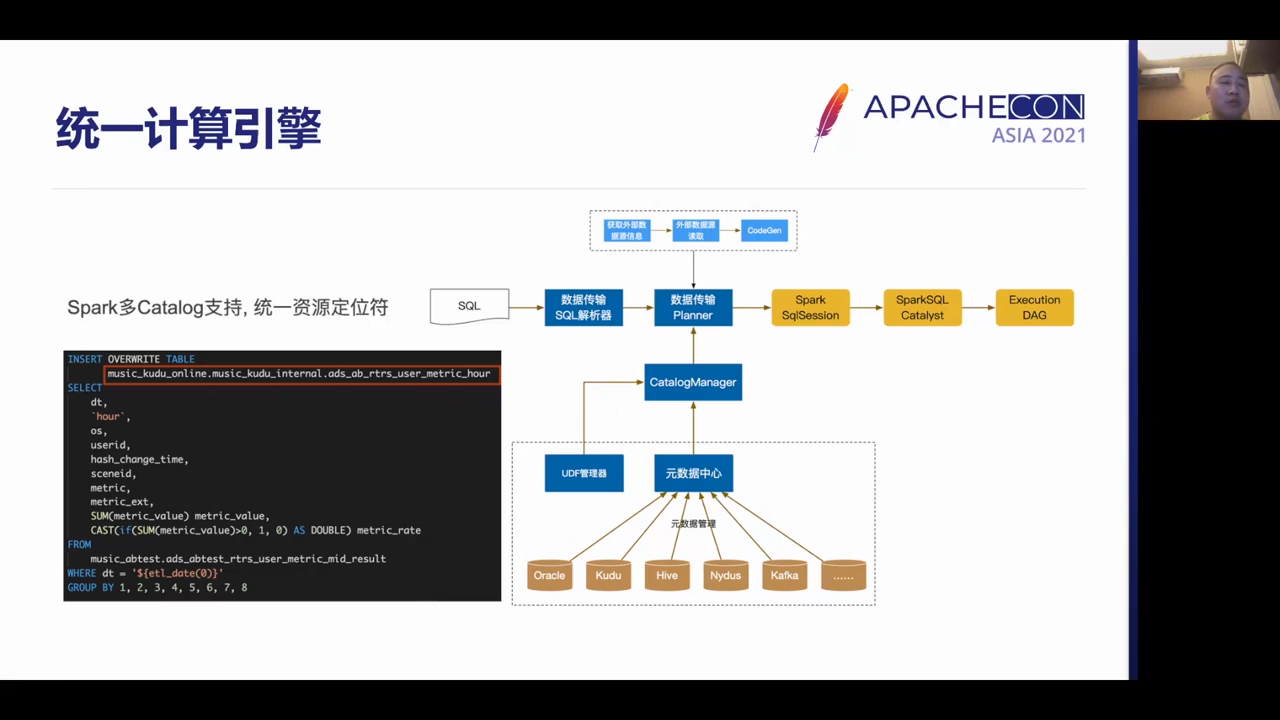 统一计算引擎
APACHECON
ASIA 2021
Spark多Catalog支持, 统一资源定位符
INSERT OVERWRITE TABLE
music_kudu_online.music_kudu_internal.ads_ab_rtrs_user_metric_hour
SELECT
dt,
`hour`,
os,
userid,
hash_change_time,
sceneid,
metric,
metric_ext,
SUM(metric_value) metric_value,
CAST(if(SUM(metric_value)>0, 1, 0) AS DOUBLE) metric_rate
FROM
music_abtest.ads_abtest_rtrs_user_metric_mid_result
WHERE dt = '${etl_date(0)}'
GROUP BY 1, 2, 3, 4, 5, 6, 7, 8
获取外部数
据源信息
外部数据源
读取
CodeGen
SQL
数据传输
SQL解析器
数据传输
Planner
Spark
SqlSession
SparkSQL
Catalyst
Execution
DAG
CatalogManager
UDF管理器
元数据中心
元数据管理
Oracle
Kudu
Hive
Nydus
Kafka
......